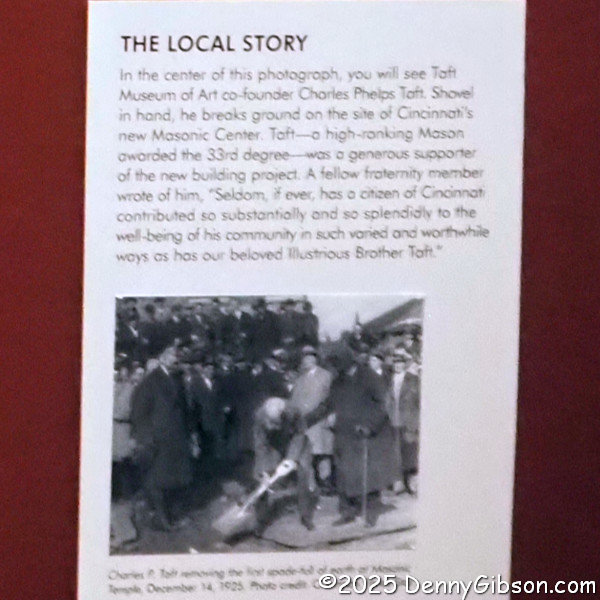 THE LOCAL STORY
In the center of this photograph, you will see Taft
Museum of Art co-founder Charles Phelps Taft. Shovel
in hand, he breaks ground on the site of Cincinnati's
new Masonic Center. Taft—a high-ranking Mason
awarded the 33rd degree—was a generous supporter
of the new building project. A fellow fraternity member
wrote of him, "Seldom, if ever, has a citizen of Cincinnati
contributed so substantially and so splendidly to the
well-being of his community in such varied and worthwhile
ways as has our beloved Illustrious Brother Taft."
Charles P. Taft removing the first spade-full of earth at Masonic
Temple, December 14, 1925. Photo credit:
©2025 DennyGibson.com